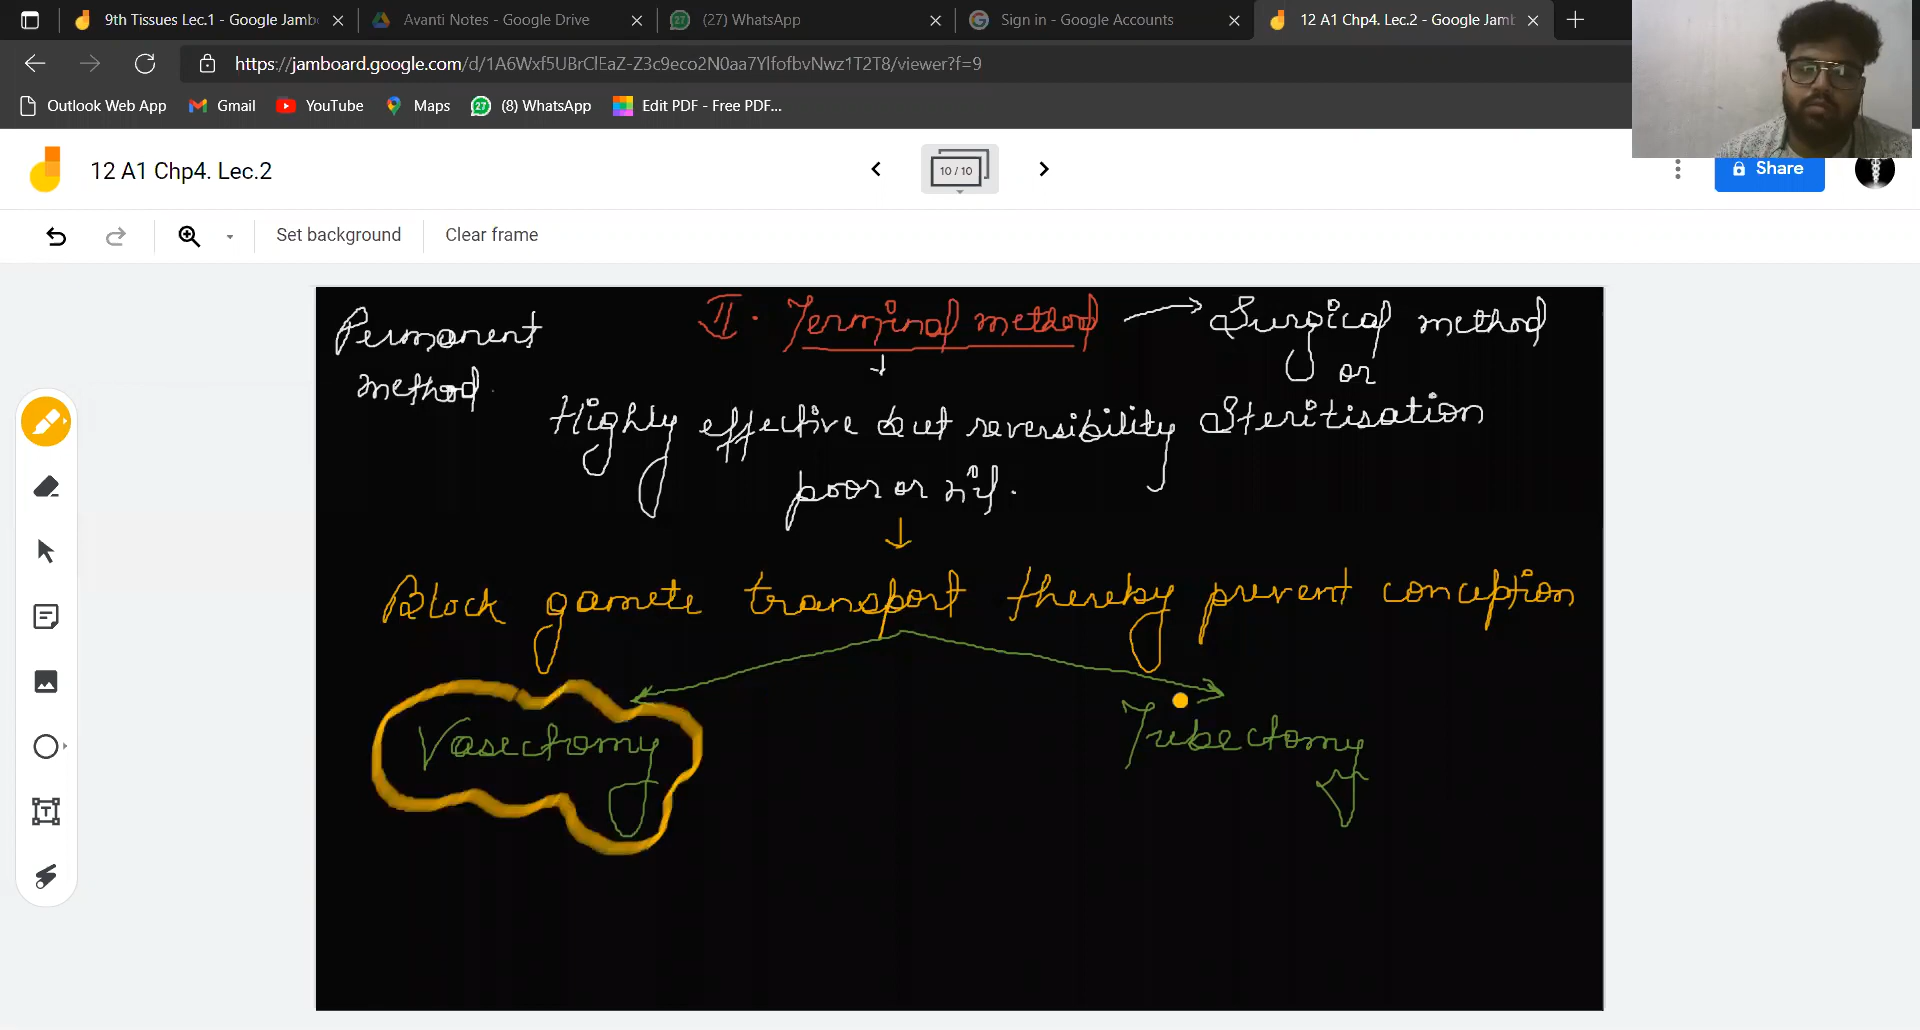 9th Tissues Lec.1 - Google Jamb
Avanti Notes - Google Drive
(27) WhatsApp
Sign in - Google Accounts
12 A1 Chp4. Lec.2 - Google Jamb
https://jamboard.google.com/d/1A6Wxf5UBrClEaZ-Z3c9eco2N0aa7YlfofbvNwz1T2T8/viewer?f=9
Outlook Web App
Gmail
YouTube
Maps
27
(8) WhatsApp
Edit PDF - Free PDF...
12 A1 Chp4. Lec.2
10 / 10
Share
Set background
Clear frame
Permanent
method.
II. Terminal method
Surgical method
or
Steritisation
Highly effective but reversibility
poor or nil.
Block gamete transport thereby prevent conception
Vasectomy
Tubectomy